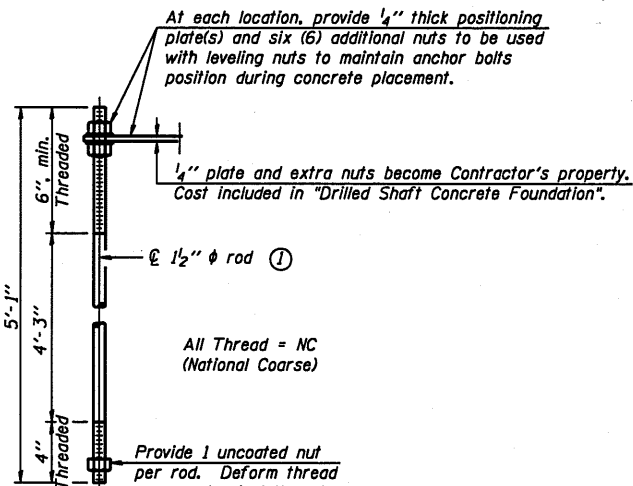 At each location, provide 1/4" thick positioning
plate(s) and six (6) additional nuts to be used
with leveling nuts to maintain anchor bolts
position during concrete placement.
1/4" plate and extra nuts become Contractor's property.
Cost included in "Drilled Shaft Concrete Foundation".
6", min.
Threaded
℄ 1 1/2" φ rod ①
5'-1"
4'-3"
All Thread = NC
(National Coarse)
4"
Threaded
Provide 1 uncoated nut
per rod. Deform thread